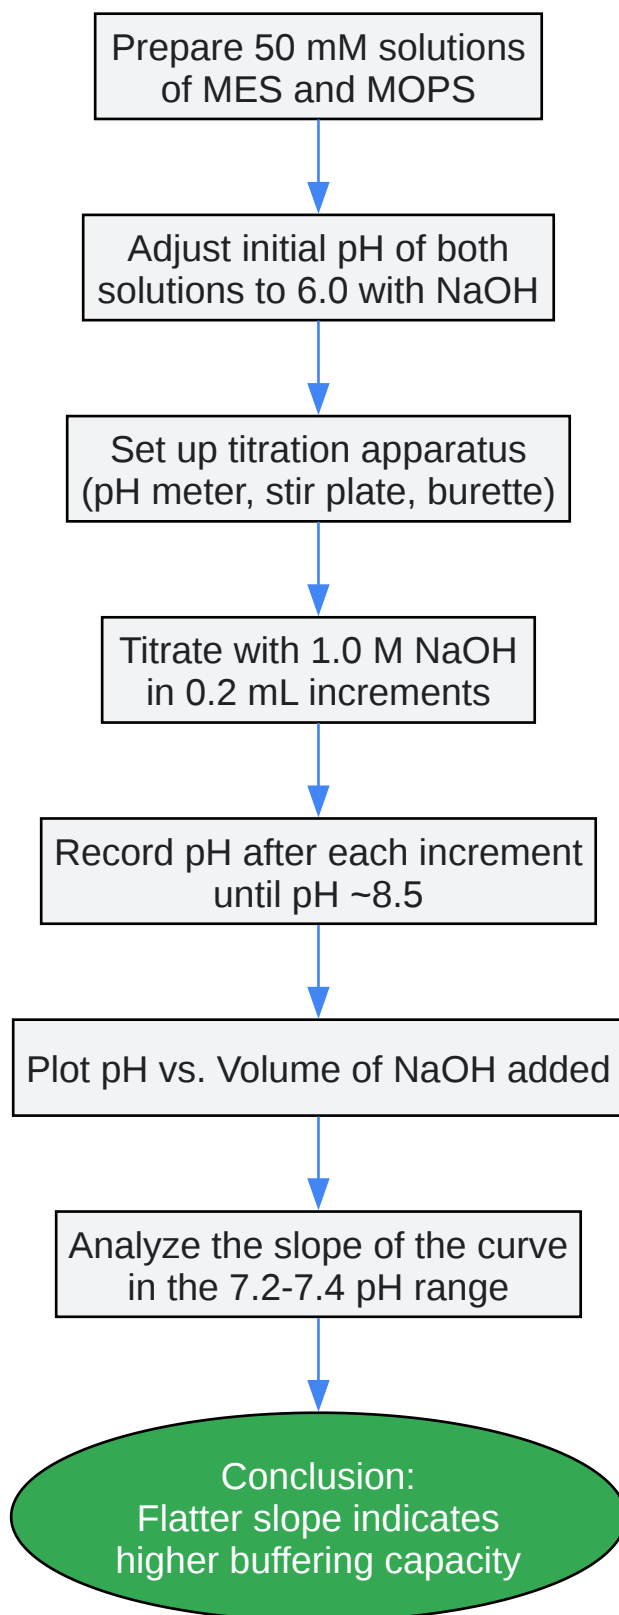 Prepare 50 mM solutions
of MES and MOPS
Adjust initial pH of both
solutions to 6.0 with NaOH
Set up titration apparatus
(pH meter, stir plate, burette)
Titrate with 1.0 M NaOH
in 0.2 mL increments
Record pH after each increment
until pH ~8.5
Plot pH vs. Volume of NaOH added
Analyze the slope of the curve
in the 7.2-7.4 pH range
Conclusion:
Flatter slope indicates
higher buffering capacity